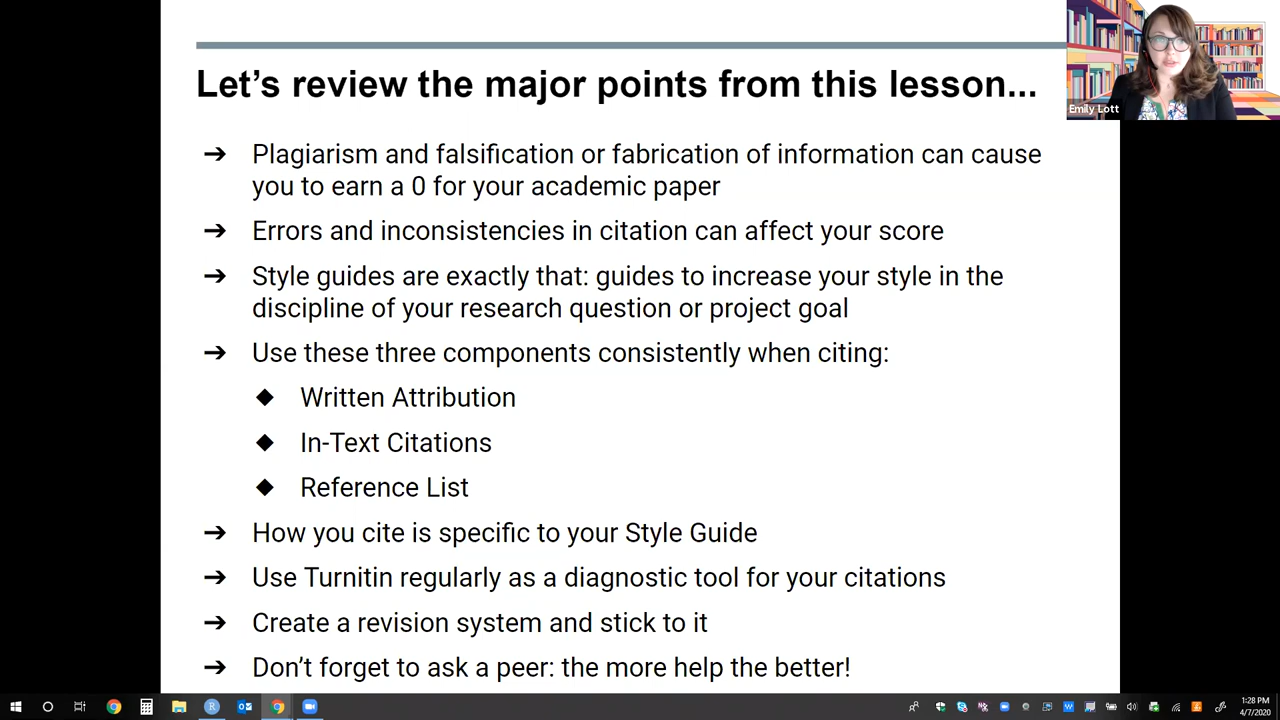 Let's review the major points from this lesson...
Emily Lott
➔ Plagiarism and falsification or fabrication of information can cause
you to earn a 0 for your academic paper
➔ Errors and inconsistencies in citation can affect your score
➔ Style guides are exactly that: guides to increase your style in the
discipline of your research question or project goal
➔ Use these three components consistently when citing:
◆ Written Attribution
◆ In-Text Citations
◆ Reference List
➔ How you cite is specific to your Style Guide
➔ Use Turnitin regularly as a diagnostic tool for your citations
➔ Create a revision system and stick to it
➔ Don't forget to ask a peer: the more help the better!
1:28 PM
4/7/2020